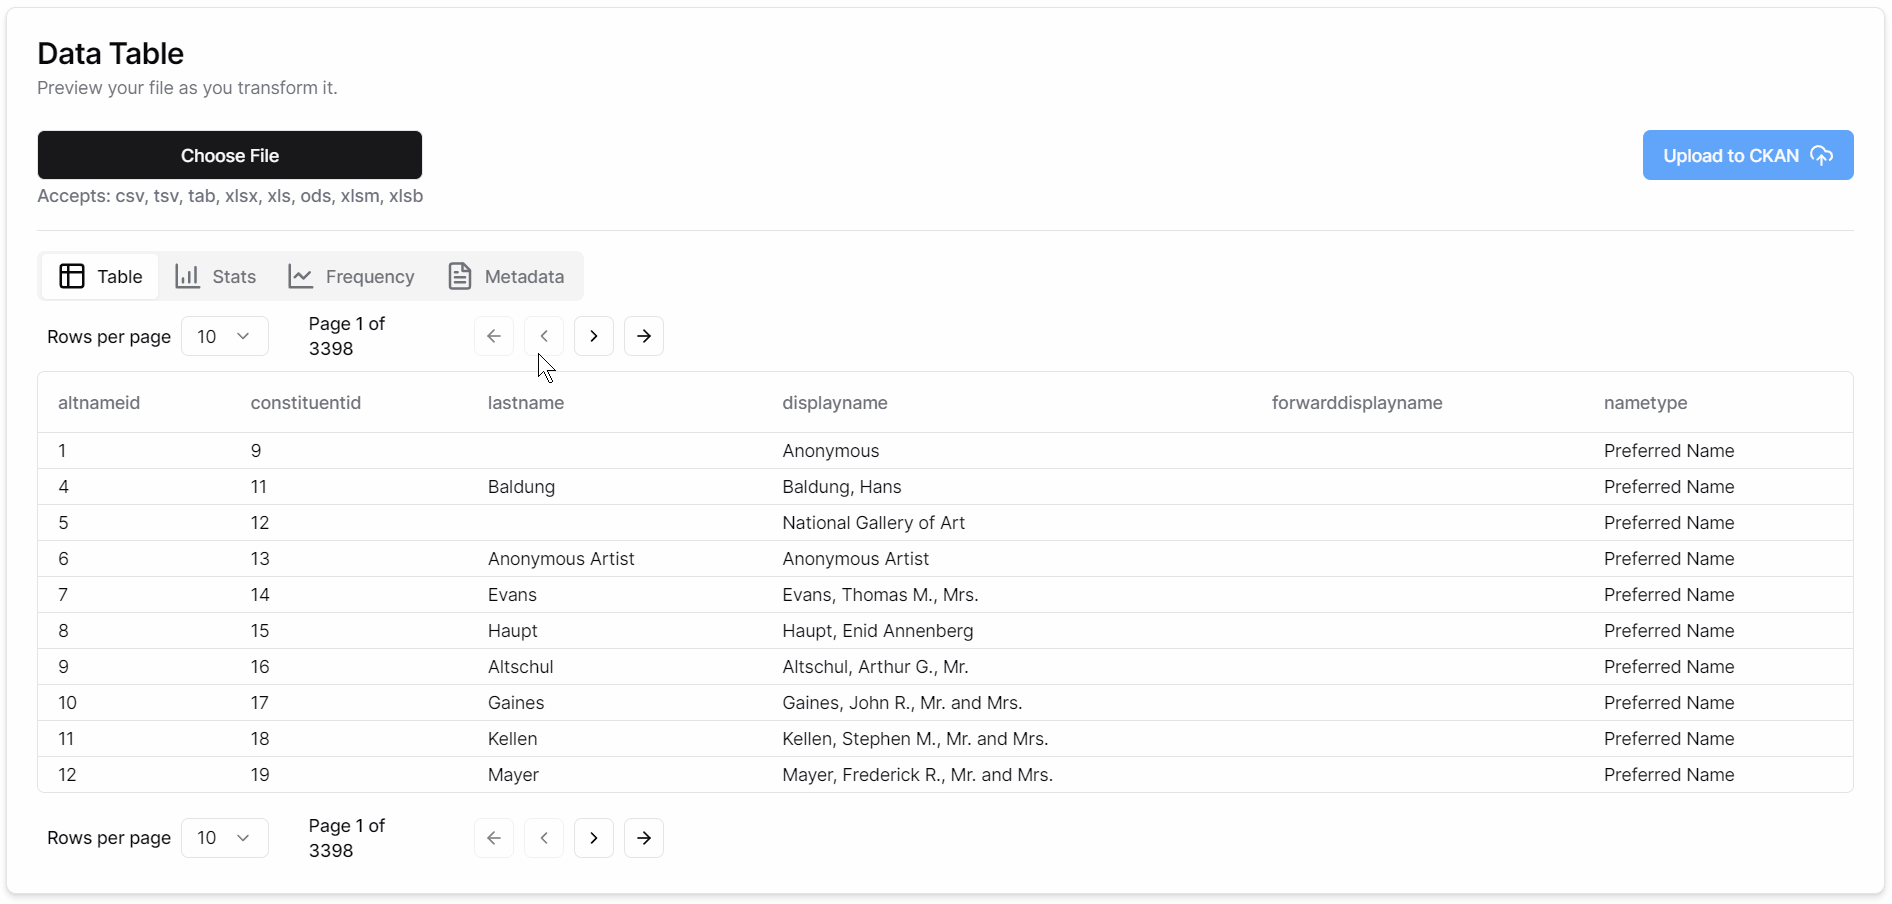 Data Table
Preview your file as you transform it.
Choose File
Upload to CKAN
Accepts: csv, tsv, tab, xlsx, xls, ods, xlsm, xlsb
Table Stats Frequency Metadata
Rows per page 10 Page 1 of
3398
altnameid constituentid lastname displayname forwarddisplayname nametype
1 9 Anonymous Preferred Name
4 11 Baldung Baldung, Hans Preferred Name
5 12 National Gallery of Art Preferred Name
6 13 Anonymous Artist Anonymous Artist Preferred Name
7 14 Evans Evans, Thomas M., Mrs. Preferred Name
8 15 Haupt Haupt, Enid Annenberg Preferred Name
9 16 Altschul Altschul, Arthur G., Mr. Preferred Name
10 17 Gaines Gaines, John R., Mr. and Mrs. Preferred Name
11 18 Kellen Kellen, Stephen M., Mr. and Mrs. Preferred Name
12 19 Mayer Mayer, Frederick R., Mr. and Mrs. Preferred Name
Rows per page 10 Page 1 of
3398